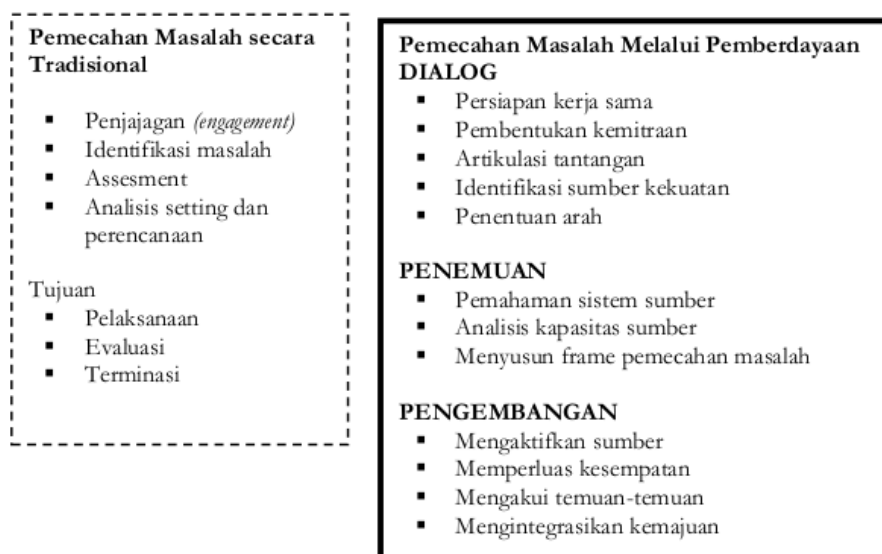 Pemecahan Masalah secara
Tradisional
▪ Penjajagan (engagement)
▪ Identifikasi masalah
▪ Assesment
▪ Analisis setting dan
perencanaan
Tujuan
▪ Pelaksanaan
▪ Evaluasi
▪ Terminasi
Pemecahan Masalah Melalui Pemberdayaan
DIALOG
▪ Persiapan kerja sama
▪ Pembentukan kemitraan
▪ Artikulasi tantangan
▪ Identifikasi sumber kekuatan
▪ Penentuan arah
PENEMUAN
▪ Pemahaman sistem sumber
▪ Analisis kapasitas sumber
▪ Menyusun frame pemecahan masalah
PENGEMBANGAN
▪ Mengaktifkan sumber
▪ Memperluas kesempatan
▪ Mengakui temuan-temuan
▪ Mengintegrasikan kemajuan